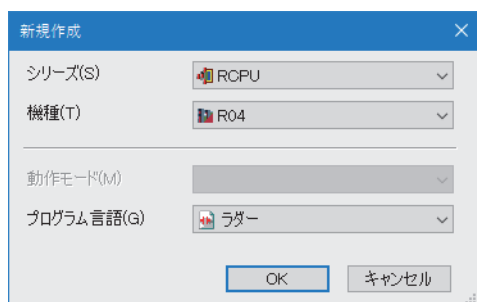 新規作成
シリーズ(S) RCPU
機種(T) R04
動作モード(M)
プログラム言語(G) ラダー
OK キャンセル